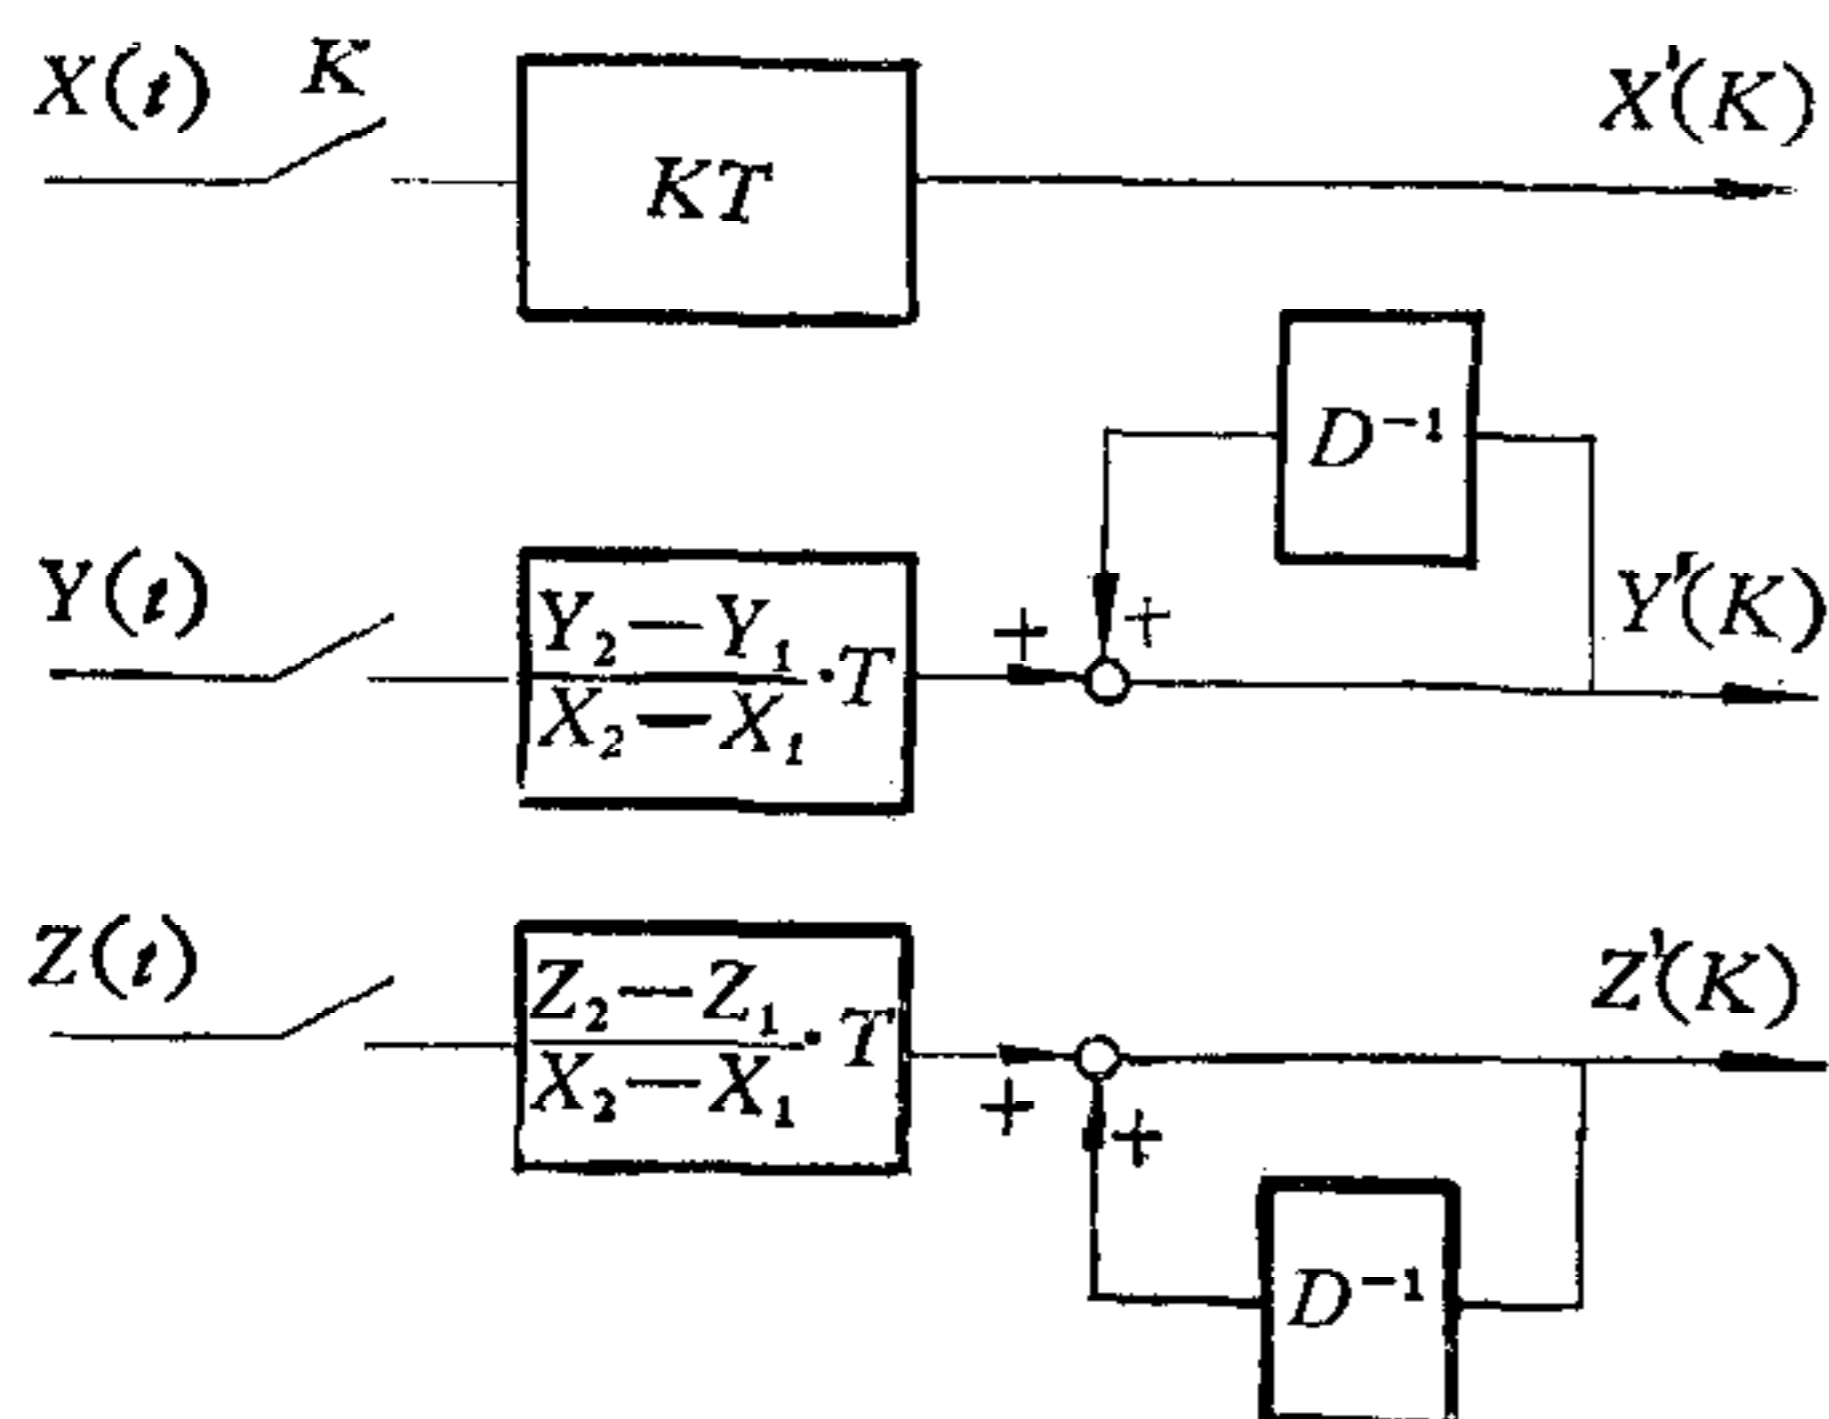 X(t) K
KT
X'(K)
D⁻¹
Y(t)
Y₂—Y₁
X₂—X₁
·T
+
+
Y'(K)
Z(t)
Z₂—Z₁
X₂—X₁
·T
+
+
Z'(K)
D⁻¹